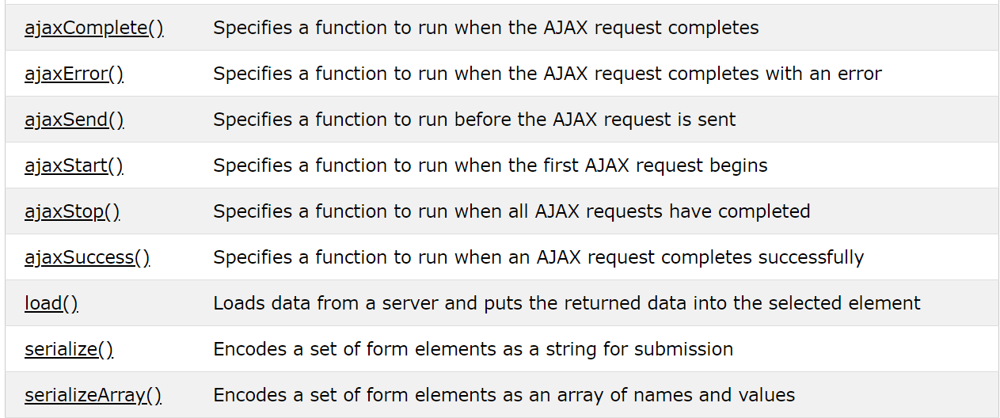 ajaxComplete() Specifies a function to run when the AJAX request completes
ajaxError() Specifies a function to run when the AJAX request completes with an error
ajaxSend() Specifies a function to run before the AJAX request is sent
ajaxStart() Specifies a function to run when the first AJAX request begins
ajaxStop() Specifies a function to run when all AJAX requests have completed
ajaxSuccess() Specifies a function to run when an AJAX request completes successfully
load() Loads data from a server and puts the returned data into the selected element
serialize() Encodes a set of form elements as a string for submission
serializeArray() Encodes a set of form elements as an array of names and values